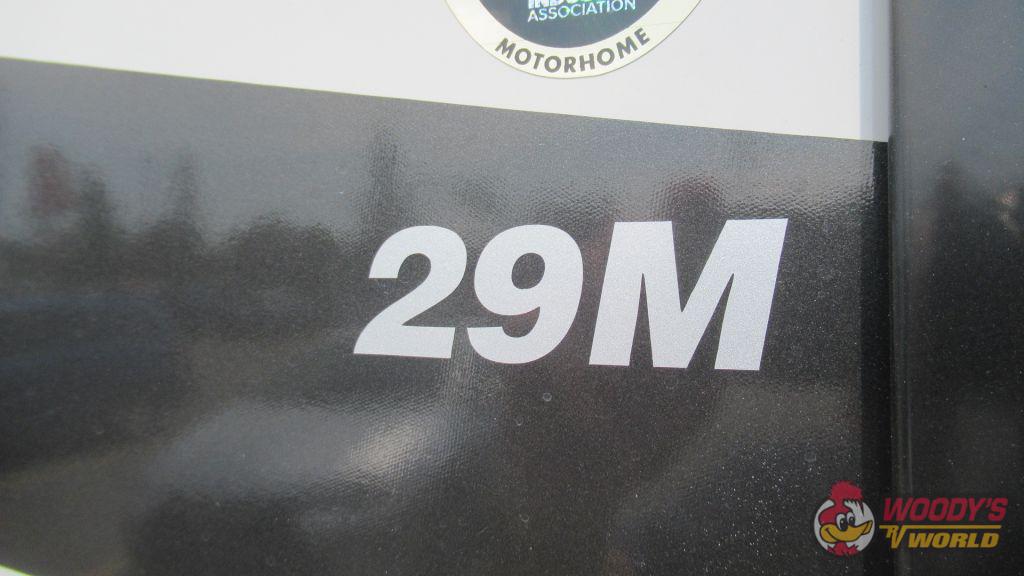 ASSOCIATION
MOTORHOME
29M
WOODY'S
RV WORLD